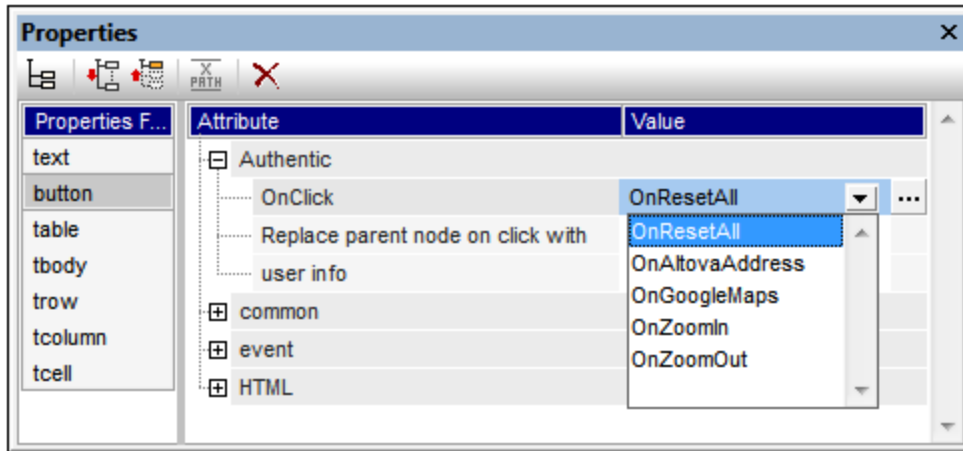 Properties
X
PATH
Properties F... Attribute Value
text
Authentic
button
OnClick OnResetAll ...
table
Replace parent node on click with
OnResetAll
tbody
user info
OnAltovaAddress
trow
common
OnGoogleMaps
tcolumn
event
OnZoomIn
tcell
HTML
OnZoomOut